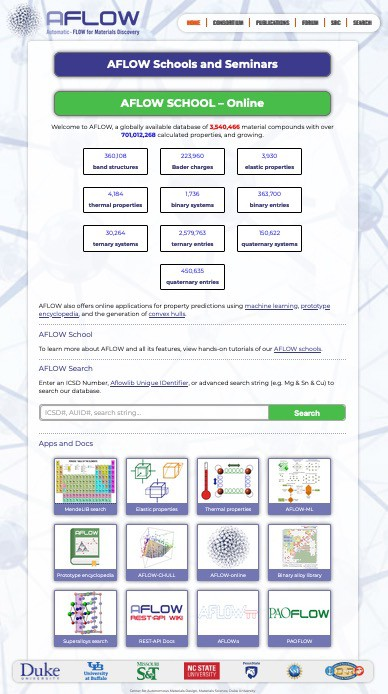 AFLOW
Automatic - FLOW for Materials Discovery
HOME
CONSORTIUM
PUBLICATIONS
FORUM
SRC
SEARCH
AFLOW Schools and Seminars
AFLOW SCHOOL – Online
Welcome to AFLOW, a globally available database of 3,540,466 material compounds with over
701,012,268 calculated properties, and growing.
360,108
band structures
223,960
Bader charges
3,930
elastic properties
4,184
thermal properties
1,736
binary systems
363,700
binary entries
30,264
ternary systems
2,579,763
ternary entries
150,622
quaternary systems
450,635
quaternary entries
AFLOW also offers online applications for property predictions using machine learning, prototype
encyclopedia, and the generation of convex hulls.
AFLOW School
To learn more about AFLOW and all its features, view hands-on tutorials of our AFLOW schools.
AFLOW Search
Enter an ICSD Number, Aflowlib Unique IDentifier, or advanced search string (e.g. Mg & Sn & Cu) to
search our database.
ICSD#, AUID#, search string...
Search
Apps and Docs
MendeLIB search
Elastic properties
Thermal properties
AFLOW-ML
AFLOW
Prototype encyclopedia
AFLOW-CHULL
AFLOW-online
Binary alloy library
Superalloys search
AFLOW
REST-API WIKI
REST-API Docs
AFLOWπ
PAOFLOW
PAOFLOW
Duke
UNIVERSITY
University
at Buffalo
MISSOURI
S&T
NC STATE
UNIVERSITY